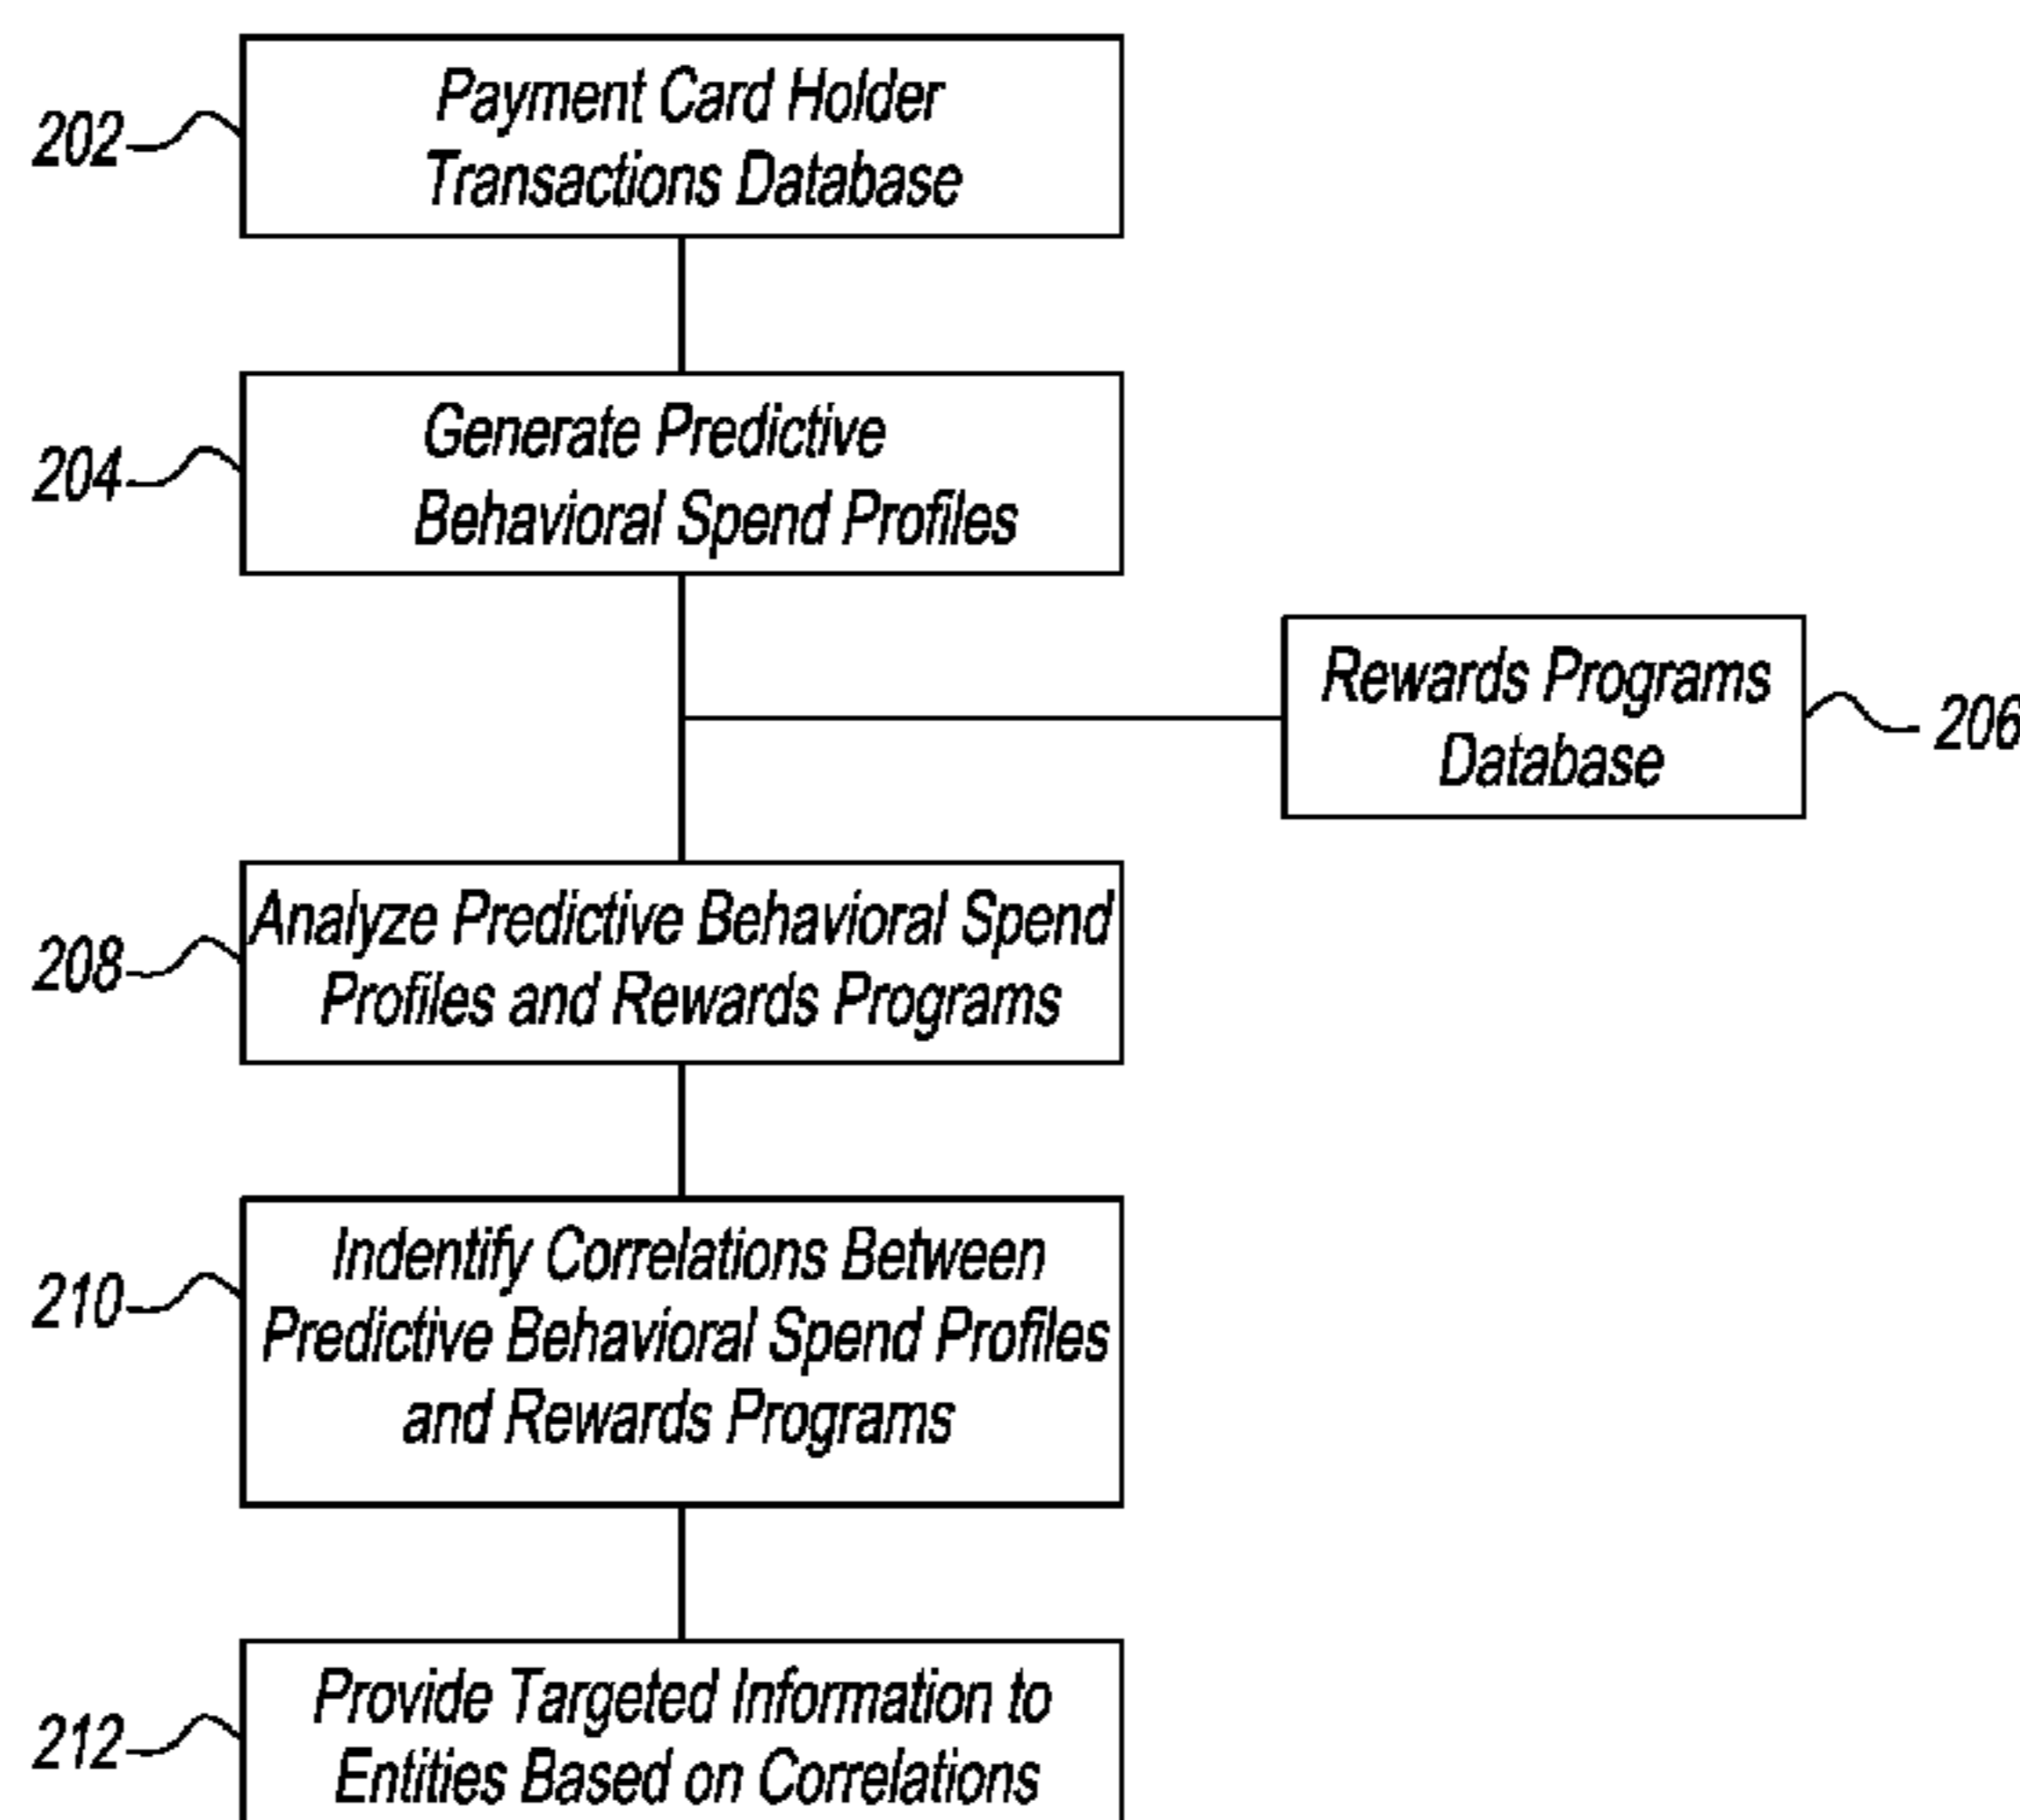 202
Payment Card Holder
Transactions Database
204
Generate Predictive
Behavioral Spend Profiles
Rewards Programs
Database
206
208
Analyze Predictive Behavioral Spend
Profiles and Rewards Programs
210
Indentify Correlations Between
Predictive Behavioral Spend Profiles
and Rewards Programs
212
Provide Targeted Information to
Entities Based on Correlations